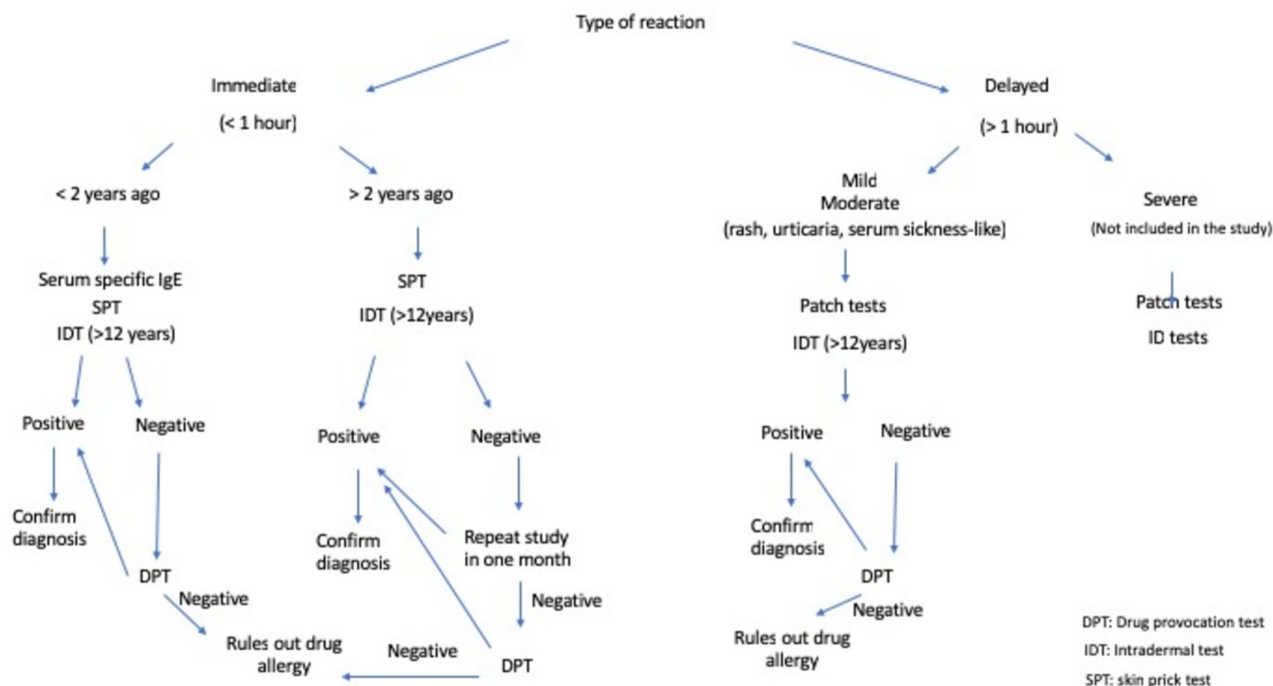 Type of reaction
Immediate
(< 1 hour)
Delayed
(> 1 hour)
< 2 years ago
> 2 years ago
Mild
Moderate
(rash, urticaria, serum sickness-like)
Severe
(Not included in the study)
Serum specific IgE
SPT
IDT (>12 years)
SPT
IDT (>12years)
Patch tests
IDT (>12years)
Patch tests
ID tests
Positive
Negative
Positive
Negative
Positive
Negative
Confirm
diagnosis
Confirm
diagnosis
Repeat study
in one month
Confirm
diagnosis
DPT
Negative
Negative
DPT
Negative
Rules out drug
allergy
Negative
DPT
Rules out drug
allergy
DPT: Drug provocation test
IDT: Intradermal test
SPT: skin prick test